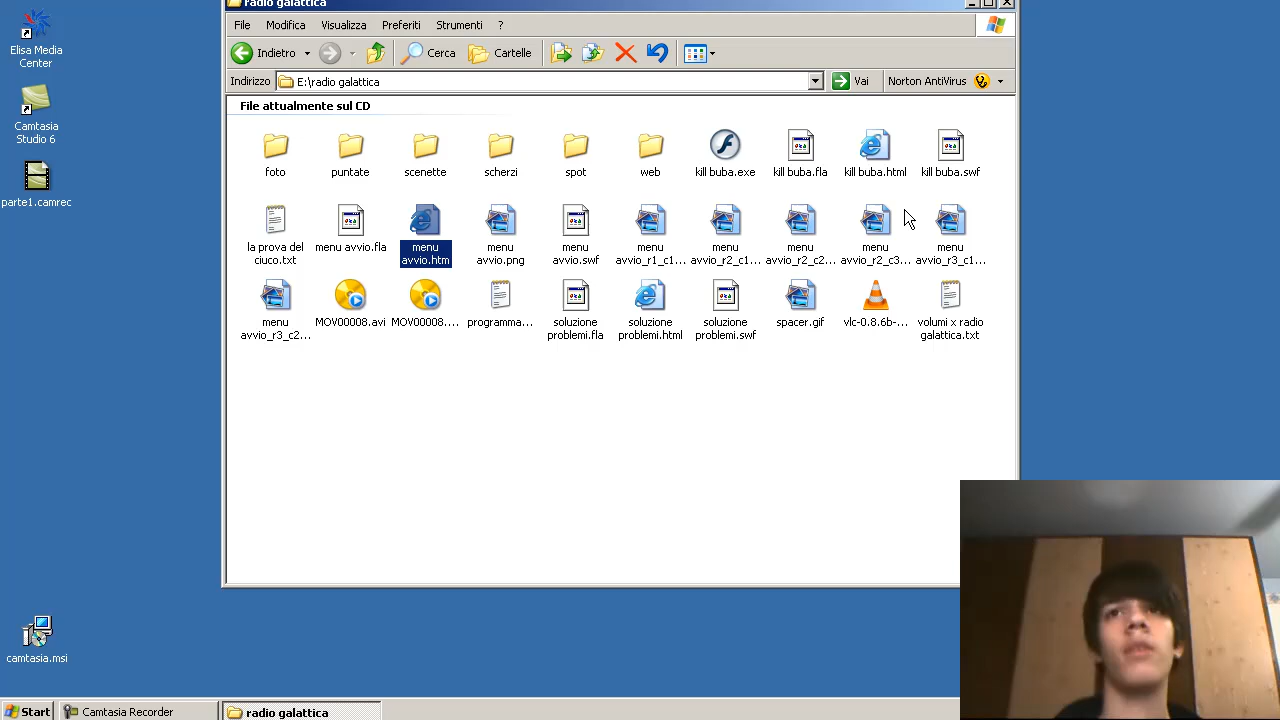 radio galattica
File Modifica Visualizza Preferiti Strumenti ?
Indietro Cerca Cartelle
Indirizzo E:\radio galattica Vai Norton AntiVirus
File attualmente sul CD
foto puntate scenette scherzi spot web kill buba.exe kill buba.fla kill buba.html kill buba.swf
la prova del ciuco.txt
menu avvio.fla
menu avvio.htm
menu avvio.png
menu avvio.swf
menu avvio_r1_c1...
menu avvio_r2_c1...
menu avvio_r2_c2...
menu avvio_r2_c3...
menu avvio_r3_c1...
menu avvio_r3_c2...
MOV00008.avi
MOV00008....
programma...
soluzione problemi.fla
soluzione problemi.html
soluzione problemi.swf
spacer.gif
vlc-0.8.6b-...
volumi x radio galattica.txt
Elisa Media Center
Camtasia Studio 6
parte1.camrec
camtasia.msi
Start Camtasia Recorder radio galattica